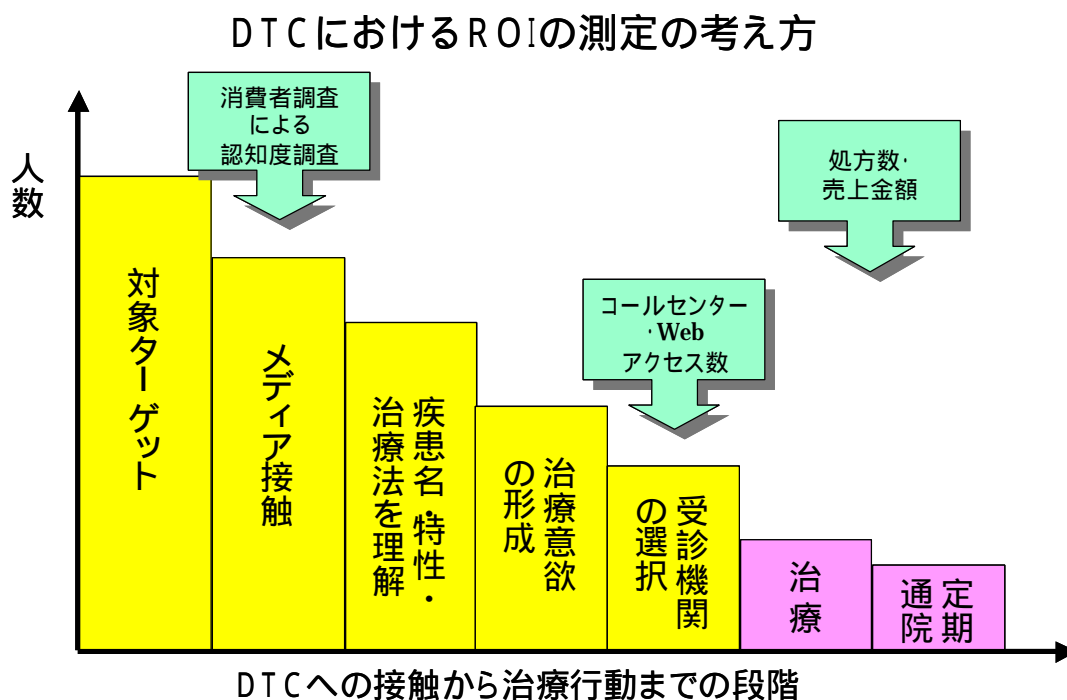 DTCにおけるROIの測定の考え方
消費者調査
による
認知度調査
処方数・
売上金額
人数
コールセンター
・Web
アクセス数
対象ターゲット
メディア接触
疾患名・特性・
治療法を理解
治療意欲
の形成
受診機関
の選択
治療
定期
通院
DTCへの接触から治療行動までの段階